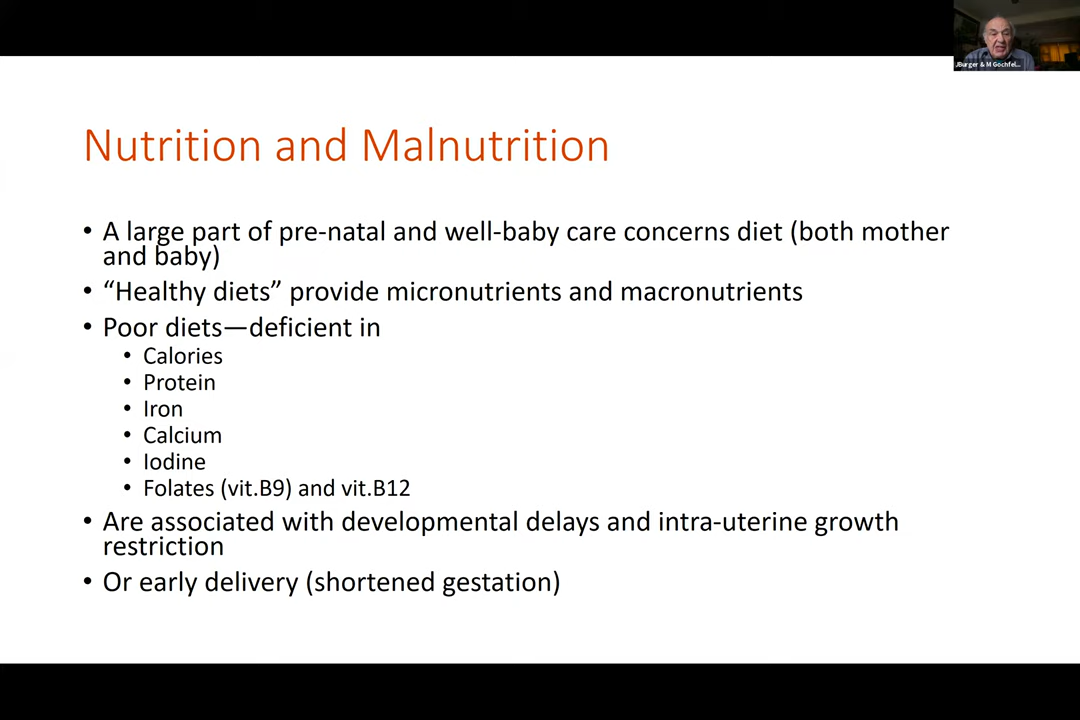 JBurger & M Gochfel...
Nutrition and Malnutrition
• A large part of pre-natal and well-baby care concerns diet (both mother
and baby)
• “Healthy diets” provide micronutrients and macronutrients
• Poor diets—deficient in
• Calories
• Protein
• Iron
• Calcium
• Iodine
• Folates (vit.B9) and vit.B12
• Are associated with developmental delays and intra-uterine growth
restriction
• Or early delivery (shortened gestation)